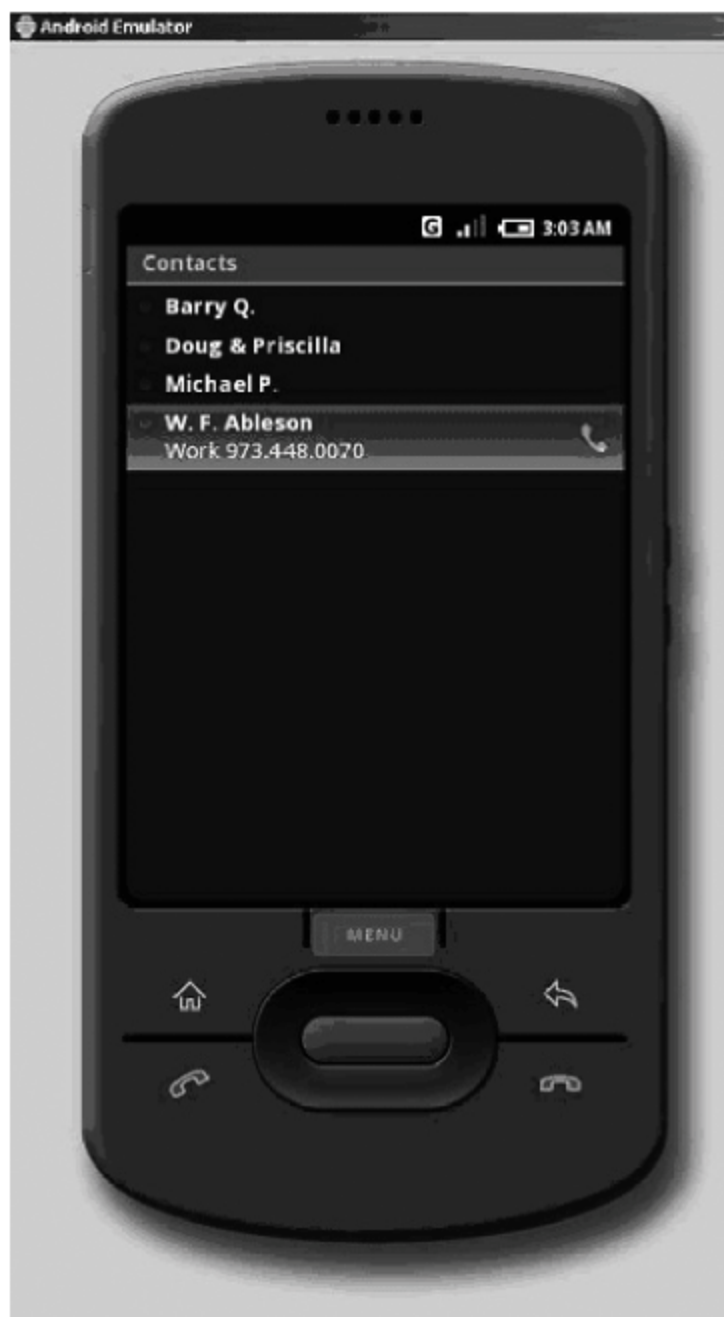 Android Emulator
G 3:03 AM
Contacts
Barry Q.
Doug & Priscilla
Michael P.
W. F. Ableson
Work 973.448.0070
MENU